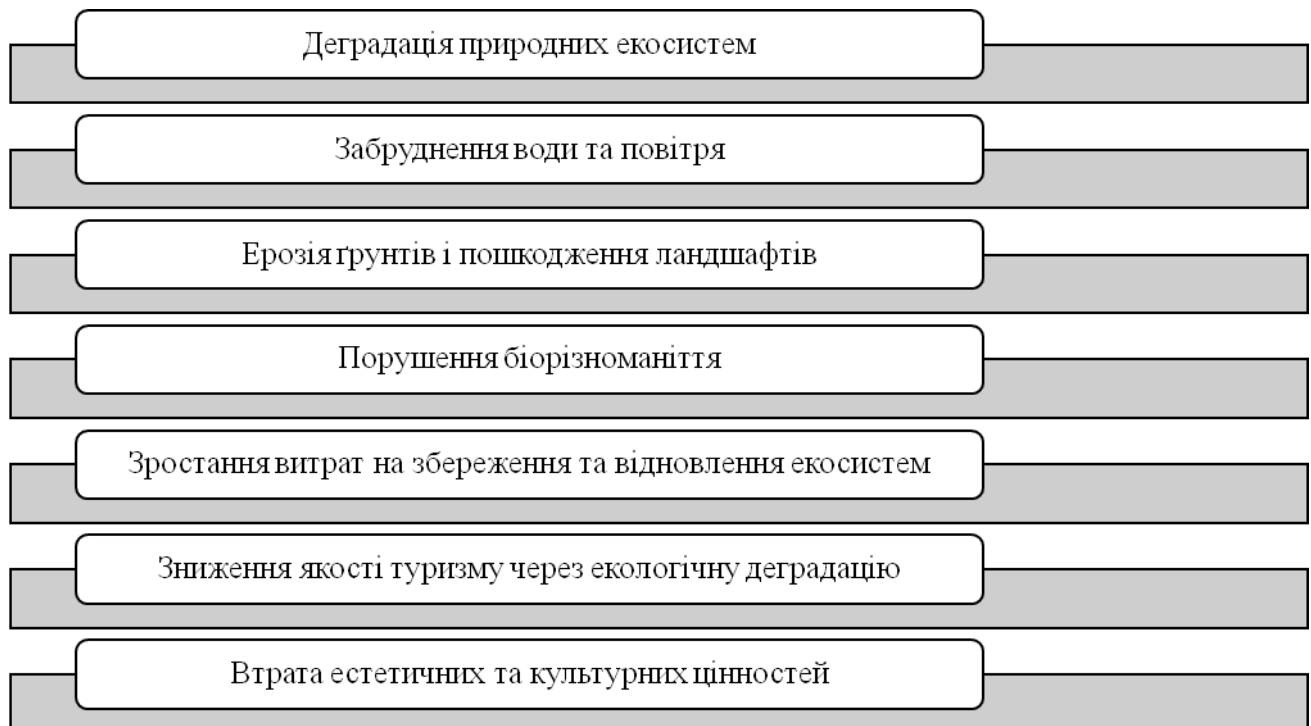 Деградація природних екосистем
Забруднення води та повітря
Ерозія ґрунтів і пошкодження ландшафтів
Порушення біорізноманіття
Зростання витрат на збереження та відновлення екосистем
Зниження якості туризму через екологічну деградацію
Втрата естетичних та культурних цінностей